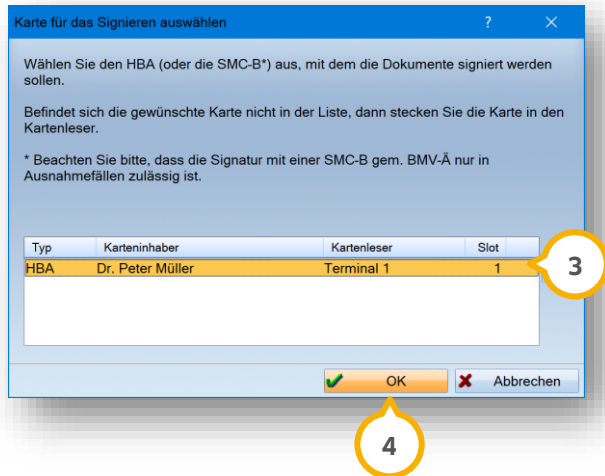 Karte für das Signieren auswählen ? ×
Wählen Sie den HBA (oder die SMC-B*) aus, mit dem die Dokumente signiert werden
sollen.
Befindet sich die gewünschte Karte nicht in der Liste, dann stecken Sie die Karte in den
Kartenleser.
* Beachten Sie bitte, dass die Signatur mit einer SMC-B gem. BMV-Ä nur in
Ausnahmefällen zulässig ist.
Typ Karteninhaber Kartenleser Slot
HBA Dr. Peter Müller Terminal 1 1
3
OK Abbrechen
4